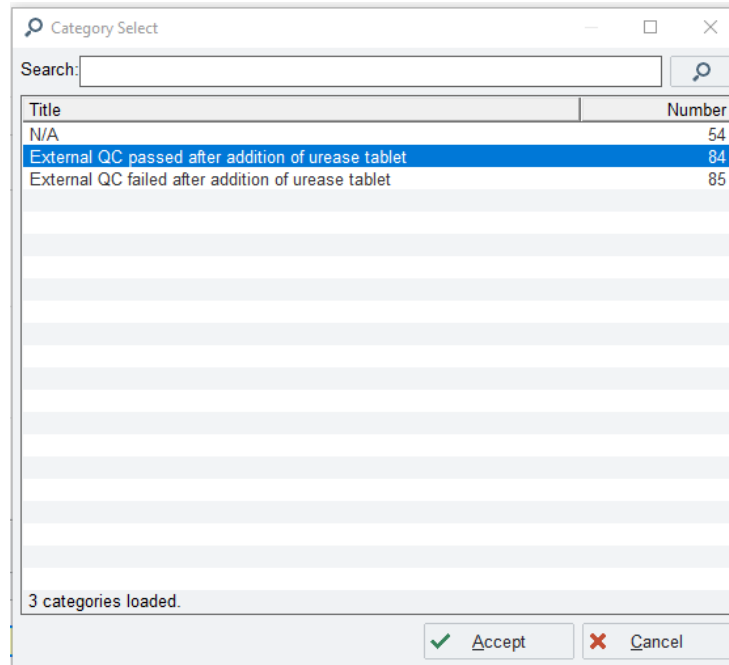 Category Select
Search:
Title Number
N/A 54
External QC passed after addition of urease tablet 84
External QC failed after addition of urease tablet 85
3 categories loaded.
Accept Cancel